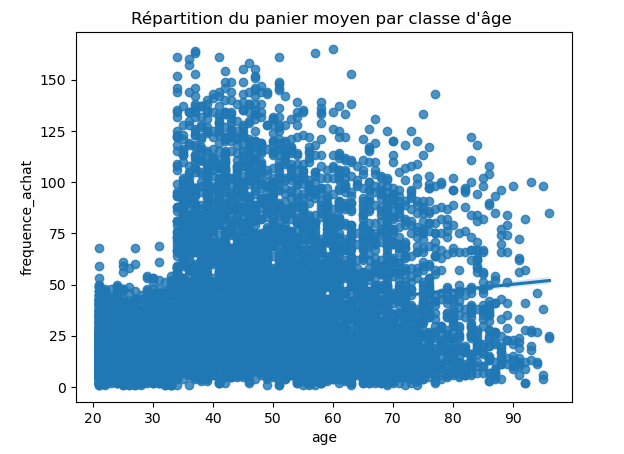 Répartition du panier moyen par classe d'âge
frequence_achat
150
125
100
75
50
25
0
20 30 40 50 60 70 80 90
age